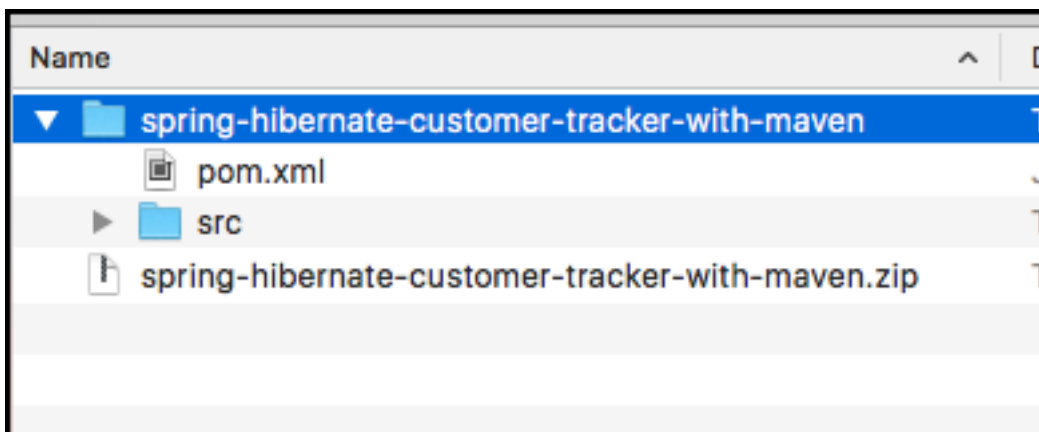 Name
spring-hibernate-customer-tracker-with-maven
pom.xml
src
spring-hibernate-customer-tracker-with-maven.zip